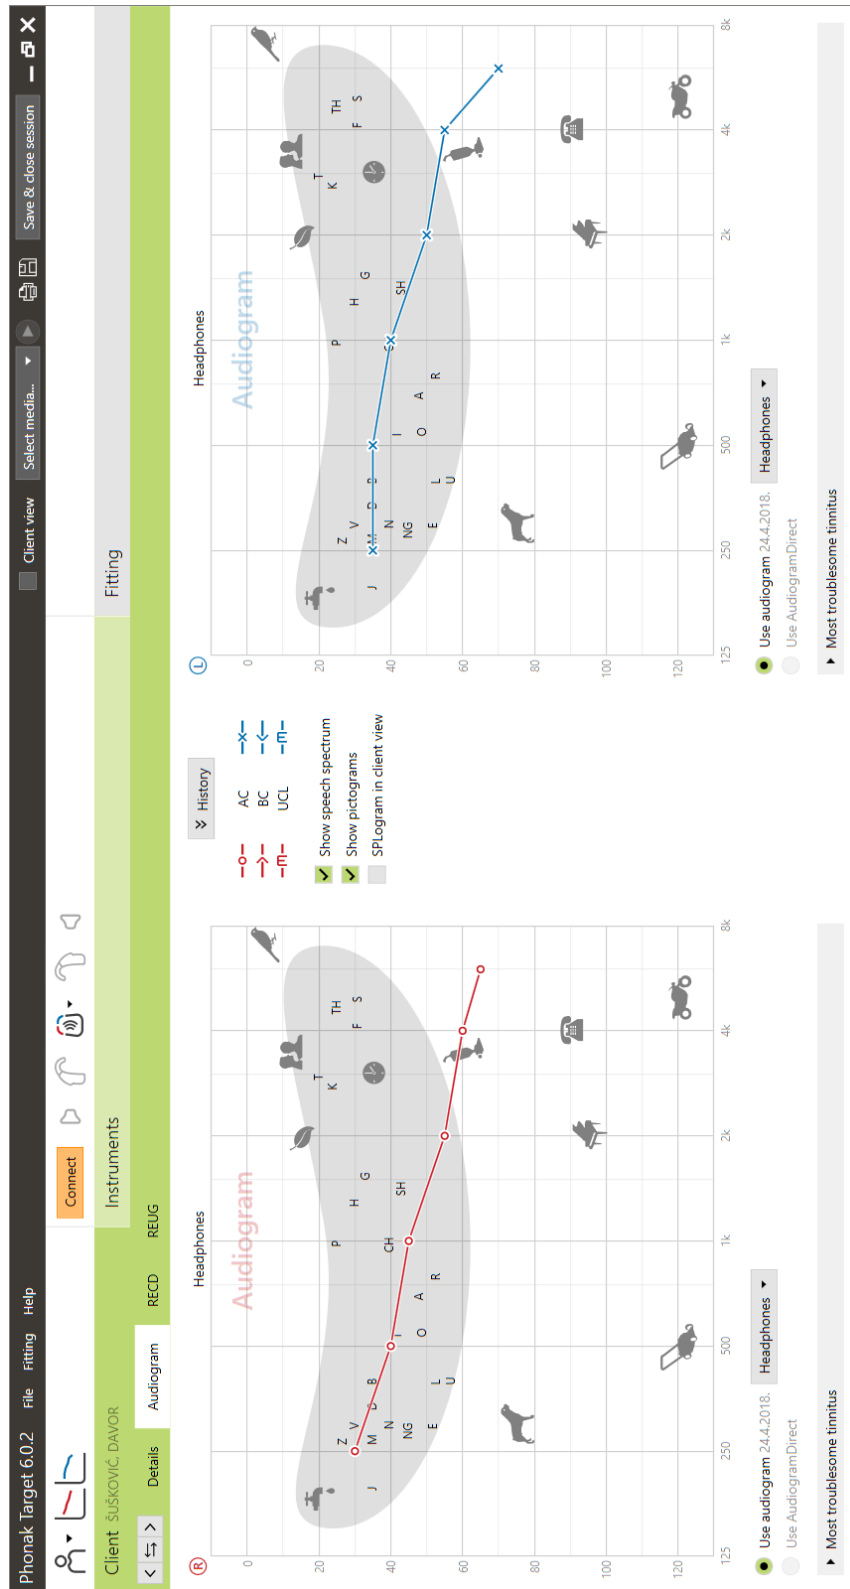 Phonak Target 6.0.2 File Fitting Help
Client view Select media... Save & close session
Connect
Client ŠUŠKOVIĆ, DAVOR Instruments Fitting
Details Audiogram RECD REUG
R Headphones
Audiogram
0
20
40
60
80
100
120
125 250 500 1k 2k 4k 8k
J
Z
V
M
D
B
N
NG
E
L
U
I
O
A
R
P
CH
H
SH
G
K
T
F
TH
S
Use audiogram 24.4.2018. Headphones
Use AudiogramDirect
Most troublesome tinnitus
History
AC
BC
UCL
Show speech spectrum
Show pictograms
SPLogram in client view
L Headphones
Audiogram
0
20
40
60
80
100
120
125 250 500 1k 2k 4k 8k
J
Z
V
M
D
B
N
NG
E
L
U
I
O
A
R
P
H
SH
G
K
T
F
TH
S
Use audiogram 24.4.2018. Headphones
Use AudiogramDirect
Most troublesome tinnitus